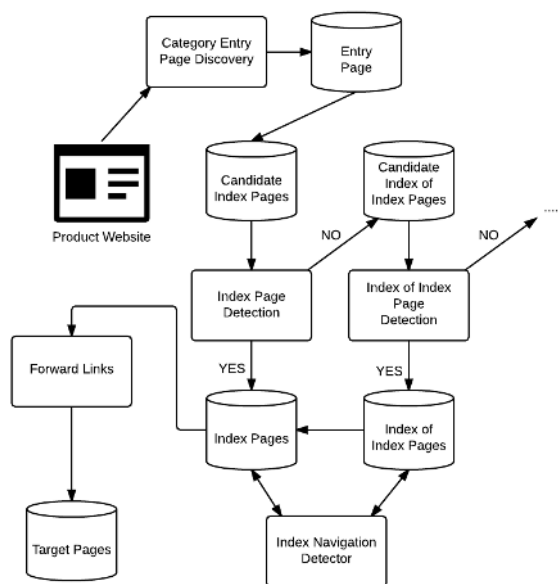 Category Entry
Page Discovery
Entry
Page
Product Website
Candidate
Index Pages
Candidate
Index of
Index Pages
NO
NO
....
Index Page
Detection
Index of Index
Page
Detection
Forward Links
YES
YES
Index Pages
Index of
Index Pages
Target Pages
Index Navigation
Detector